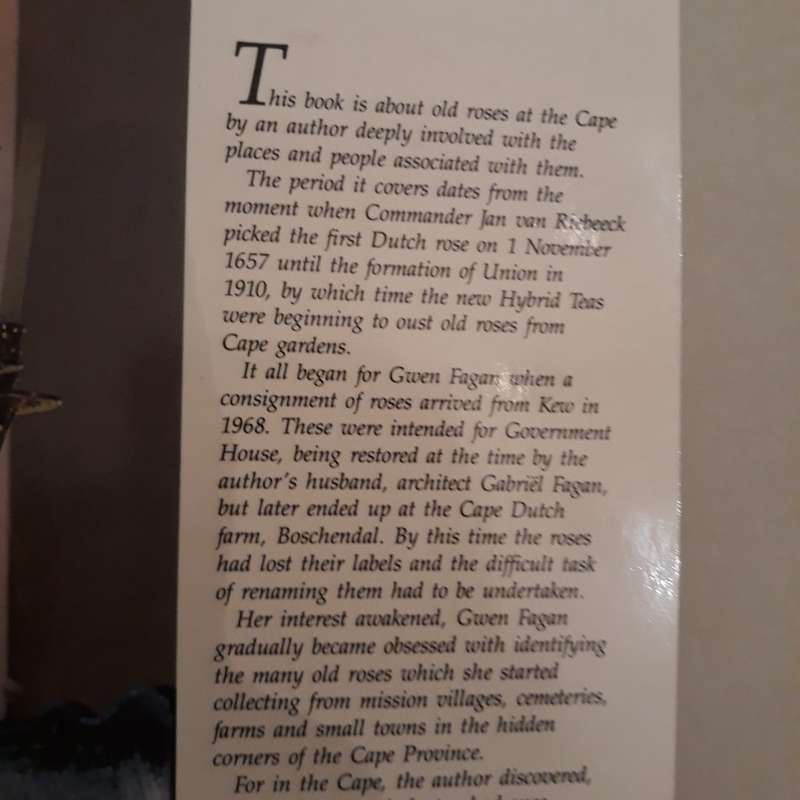 This book is about old roses at the Cape
by an author deeply involved with the
places and people associated with them.
The period it covers dates from the
moment when Commander Jan van Riebeeck
picked the first Dutch rose on 1 November
1657 until the formation of Union in
1910, by which time the new Hybrid Teas
were beginning to oust old roses from
Cape gardens.
It all began for Gwen Fagan when a
consignment of roses arrived from Kew in
1968. These were intended for Government
House, being restored at the time by the
author's husband, architect Gabriël Fagan,
but later ended up at the Cape Dutch
farm, Boschendal. By this time the roses
had lost their labels and the difficult task
of renaming them had to be undertaken.
Her interest awakened, Gwen Fagan
gradually became obsessed with identifying
the many old roses which she started
collecting from mission villages, cemeteries,
farms and small towns in the hidden
corners of the Cape Province.
For in the Cape, the author discovered,